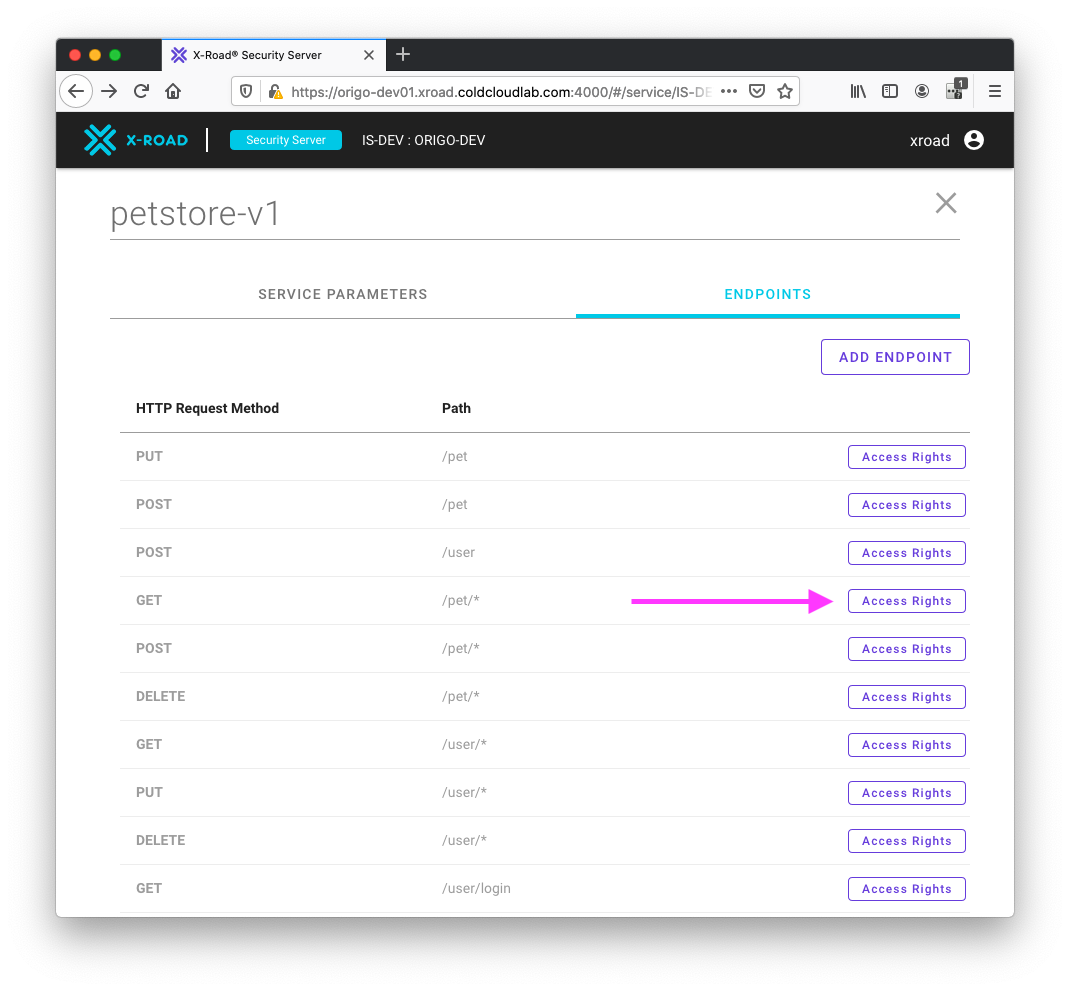 X-Road® Security Server
https://origo-dev01.xroad.coldcloudlab.com:4000/#/service/IS-DE
1
X-ROAD Security Server IS-DEV : ORIGO-DEV xroad
petstore-v1
SERVICE PARAMETERS ENDPOINTS
ADD ENDPOINT
HTTP Request Method Path
PUT /pet Access Rights
POST /pet Access Rights
POST /user Access Rights
GET /pet/* Access Rights
POST /pet/* Access Rights
DELETE /pet/* Access Rights
GET /user/* Access Rights
PUT /user/* Access Rights
DELETE /user/* Access Rights
GET /user/login Access Rights